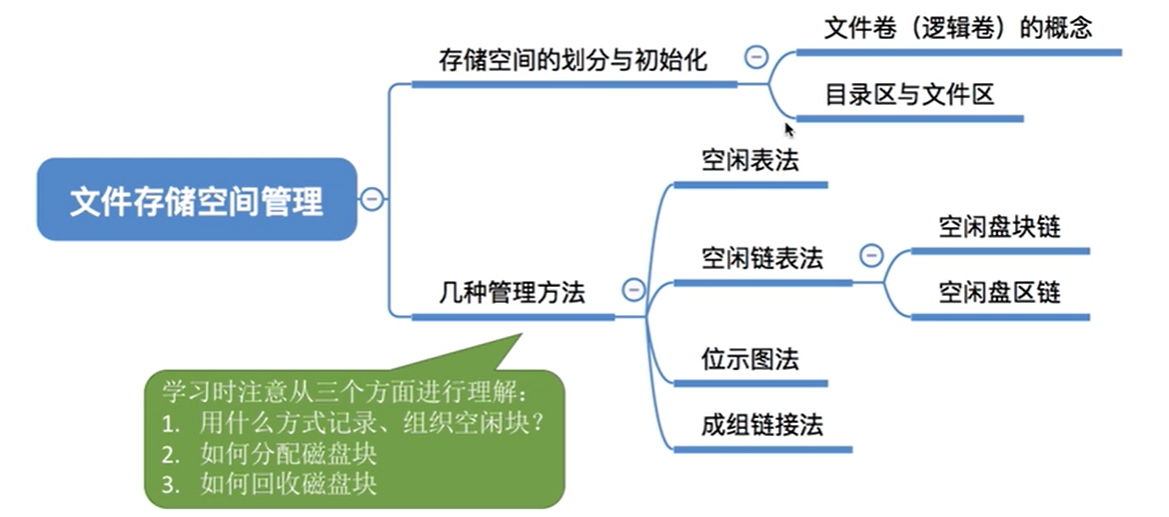 文件存储空间管理
存储空间的划分与初始化
文件卷（逻辑卷）的概念
目录区与文件区
几种管理方法
空闲表法
空闲链表法
空闲盘块链
空闲盘区链
位示图法
成组链接法
学习时注意从三个方面进行理解：
1. 用什么方式记录、组织空闲块？
2. 如何分配磁盘块
3. 如何回收磁盘块